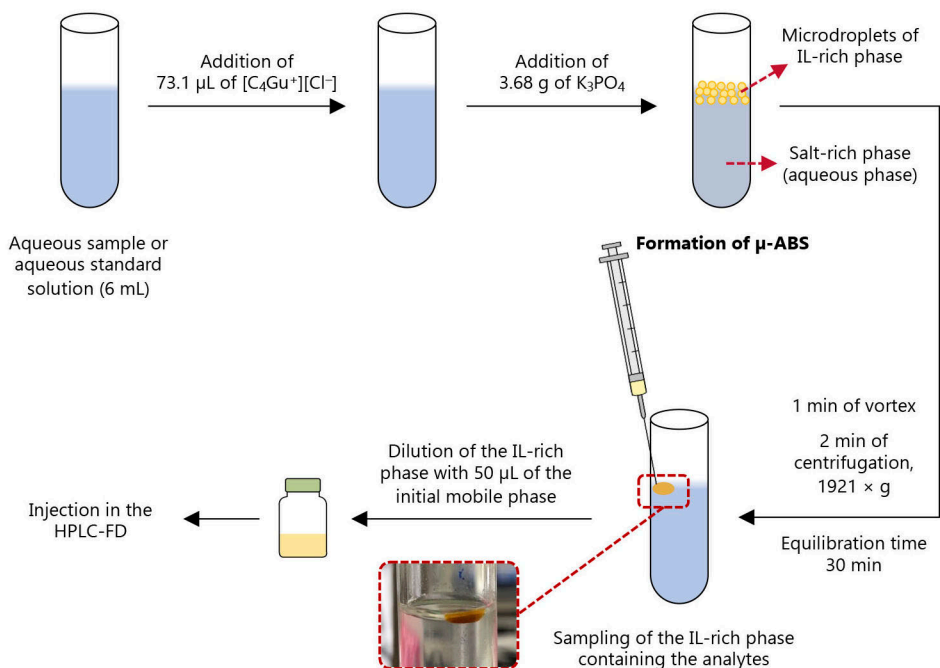 Addition of
73.1 µL of [C₄Gu⁺][Cl⁻]
Addition of
3.68 g of K₃PO₄
Microdroplets of
IL-rich phase
Salt-rich phase
(aqueous phase)
Aqueous sample or
aqueous standard
solution (6 mL)
Formation of µ-ABS
1 min of vortex
2 min of
centrifugation,
1921 × g
Equilibration time
30 min
Dilution of the IL-rich
phase with 50 µL of the
initial mobile phase
Injection in the
HPLC-FD
Sampling of the IL-rich phase
containing the analytes